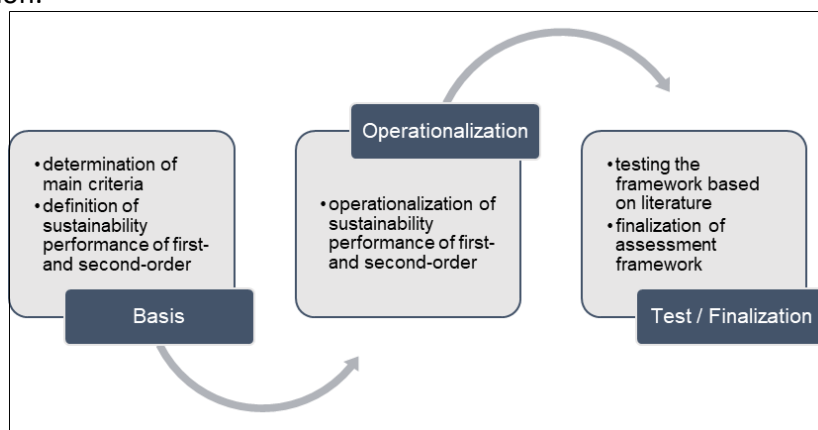 Operationalization
• determination of
main criteria
• definition of
sustainability
performance of first-
and second-order
Basis
• operationalization of
sustainability
performance of first-
and second-order
• testing the
framework based
on literature
• finalization of
assessment
framework
Test / Finalization